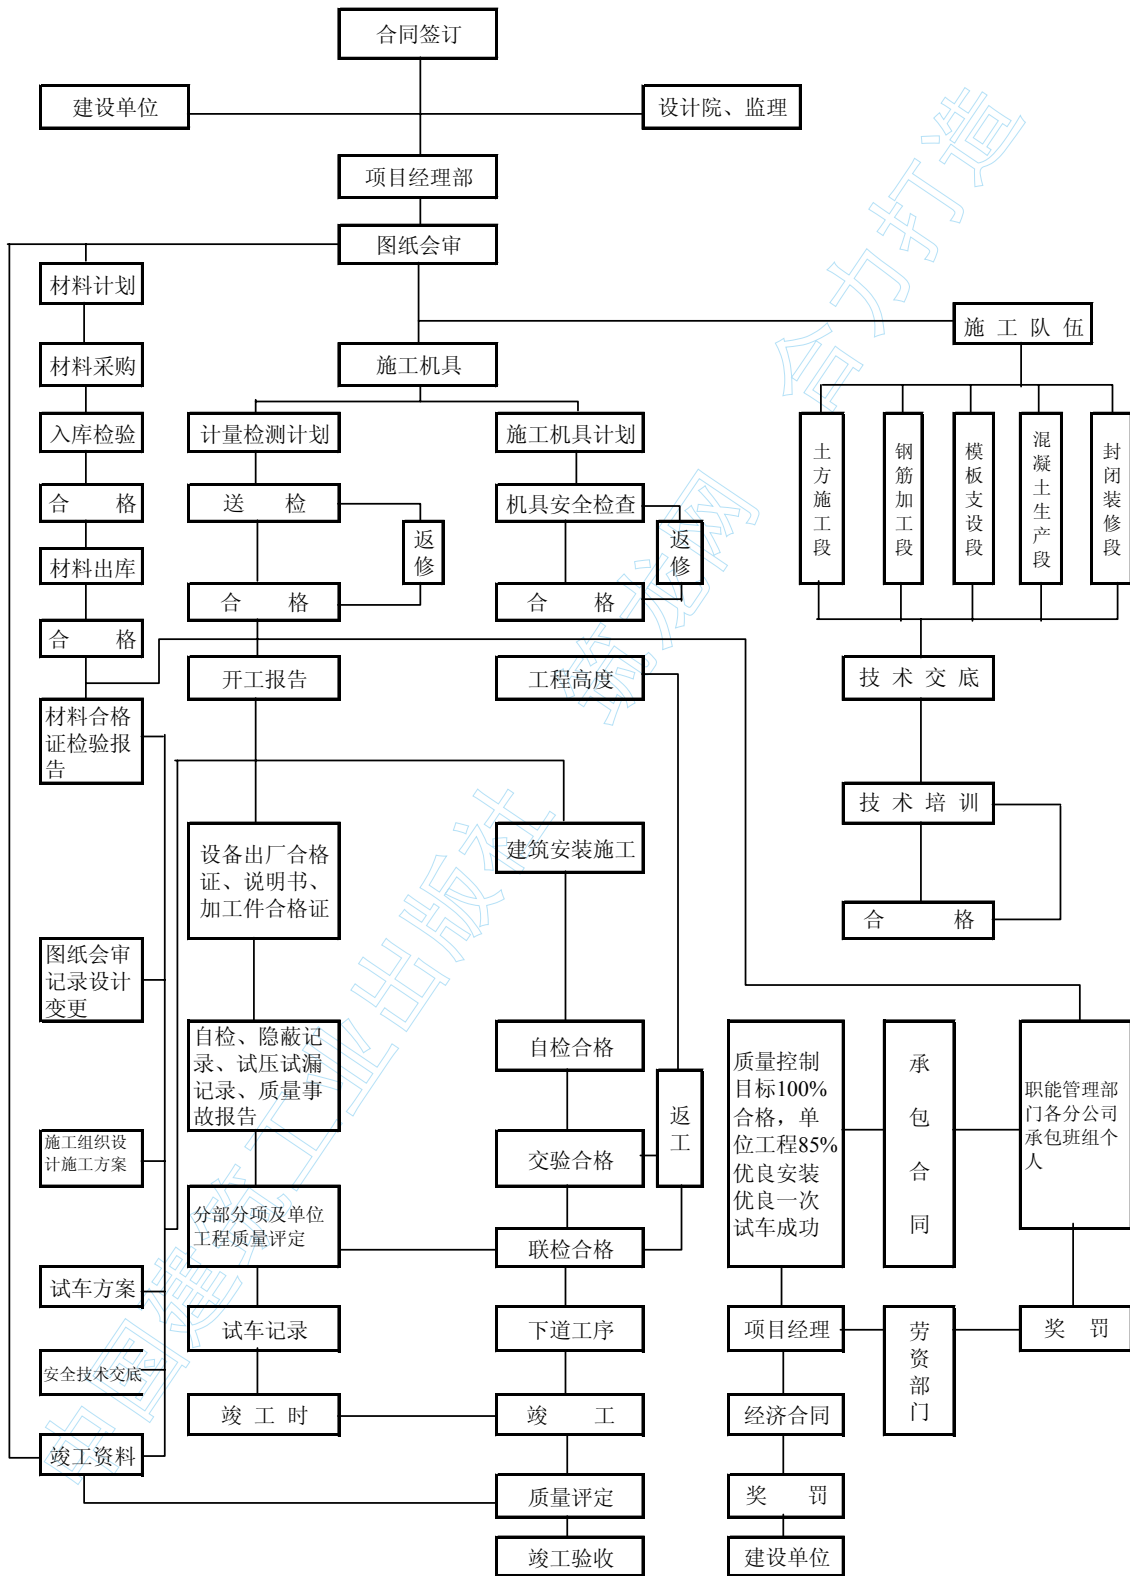 合同签订
建设单位
设计院、监理
项目经理部
图纸会审
材料计划
施工队伍
材料采购
施工机具
入库检验
计量检测计划
施工机具计划
土方施工段
钢筋加工段
模板支设段
混凝土生产段
封闭装修段
合格
送检
机具安全检查
返修
返修
材料出库
合格
合格
合格
开工报告
工程高度
技术交底
材料合格
证检验报
告
技术培训
设备出厂合格
证、说明书、
加工件合格证
建筑安装施工
合格
图纸会审
记录设计
变更
自检、隐蔽记
录、试压试漏
记录、质量事
故报告
自检合格
质量控制
目标100%
合格，单
位工程85%
优良安装
优良一次
试车成功
承包合同
职能管理部
门各分公司
承包班组个
人
返工
施工组织设
计施工方案
交验合格
分部分项及单位
工程质量评定
联检合格
试车方案
试车记录
下道工序
项目经理
劳资部门
奖罚
安全技术交底
竣工时
竣工
经济合同
竣工资料
质量评定
奖罚
竣工验收
建设单位
中国建筑工业出版社
筑龙网
合力打造